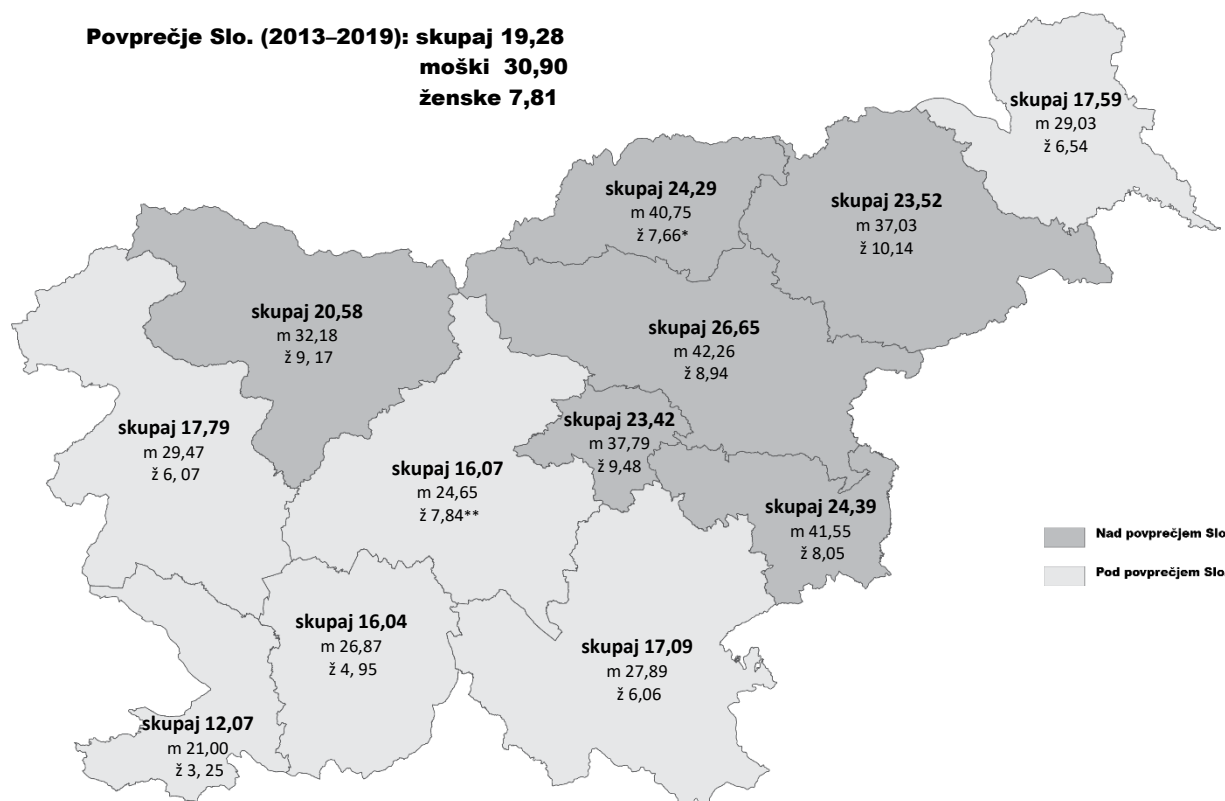 Povprečje Slo. (2013–2019): skupaj 19,28
moški 30,90
ženske 7,81
skupaj 17,59
m 29,03
ž 6,54
skupaj 24,29
m 40,75
ž 7,66*
skupaj 23,52
m 37,03
ž 10,14
skupaj 20,58
m 32,18
ž 9, 17
skupaj 26,65
m 42,26
ž 8,94
skupaj 17,79
m 29,47
ž 6, 07
skupaj 23,42
m 37,79
ž 9,48
skupaj 16,07
m 24,65
ž 7,84**
skupaj 24,39
m 41,55
ž 8,05
Nad povprečjem Slo.
Pod povprečjem Slo.
skupaj 16,04
m 26,87
ž 4, 95
skupaj 17,09
m 27,89
ž 6,06
skupaj 12,07
m 21,00
ž 3, 25